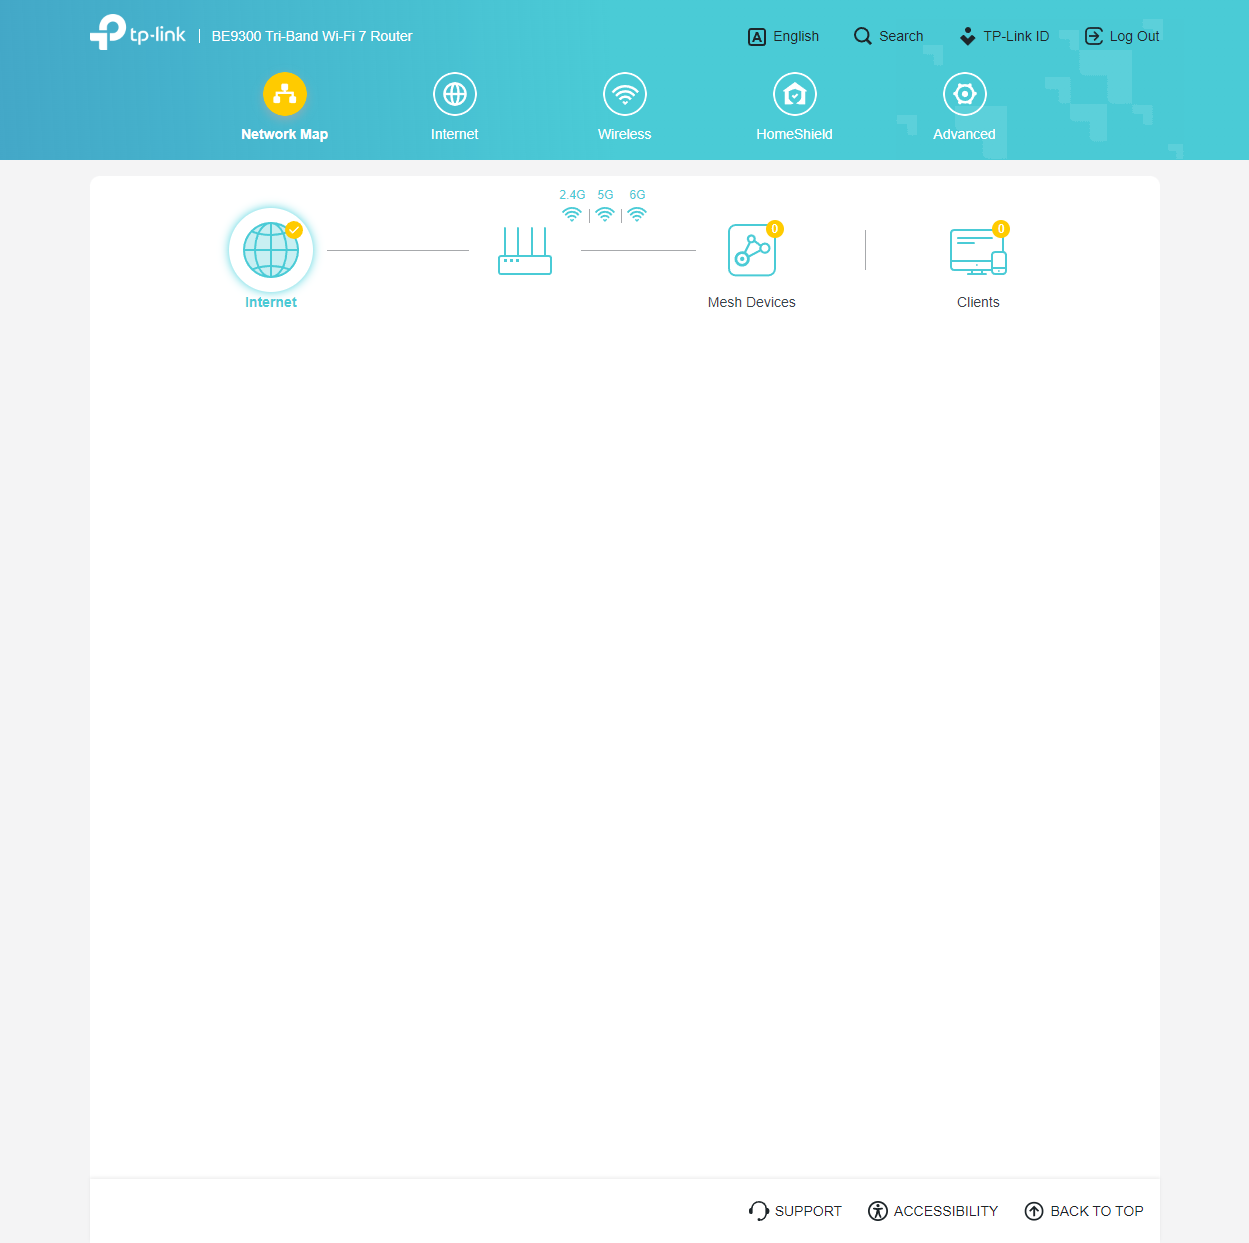 tp-link | BE9300 Tri-Band Wi-Fi 7 Router
A English Search TP-Link ID Log Out
Network Map Internet Wireless HomeShield Advanced
2.4G 5G 6G
0 0
Internet Mesh Devices Clients
SUPPORT ACCESSIBILITY BACK TO TOP